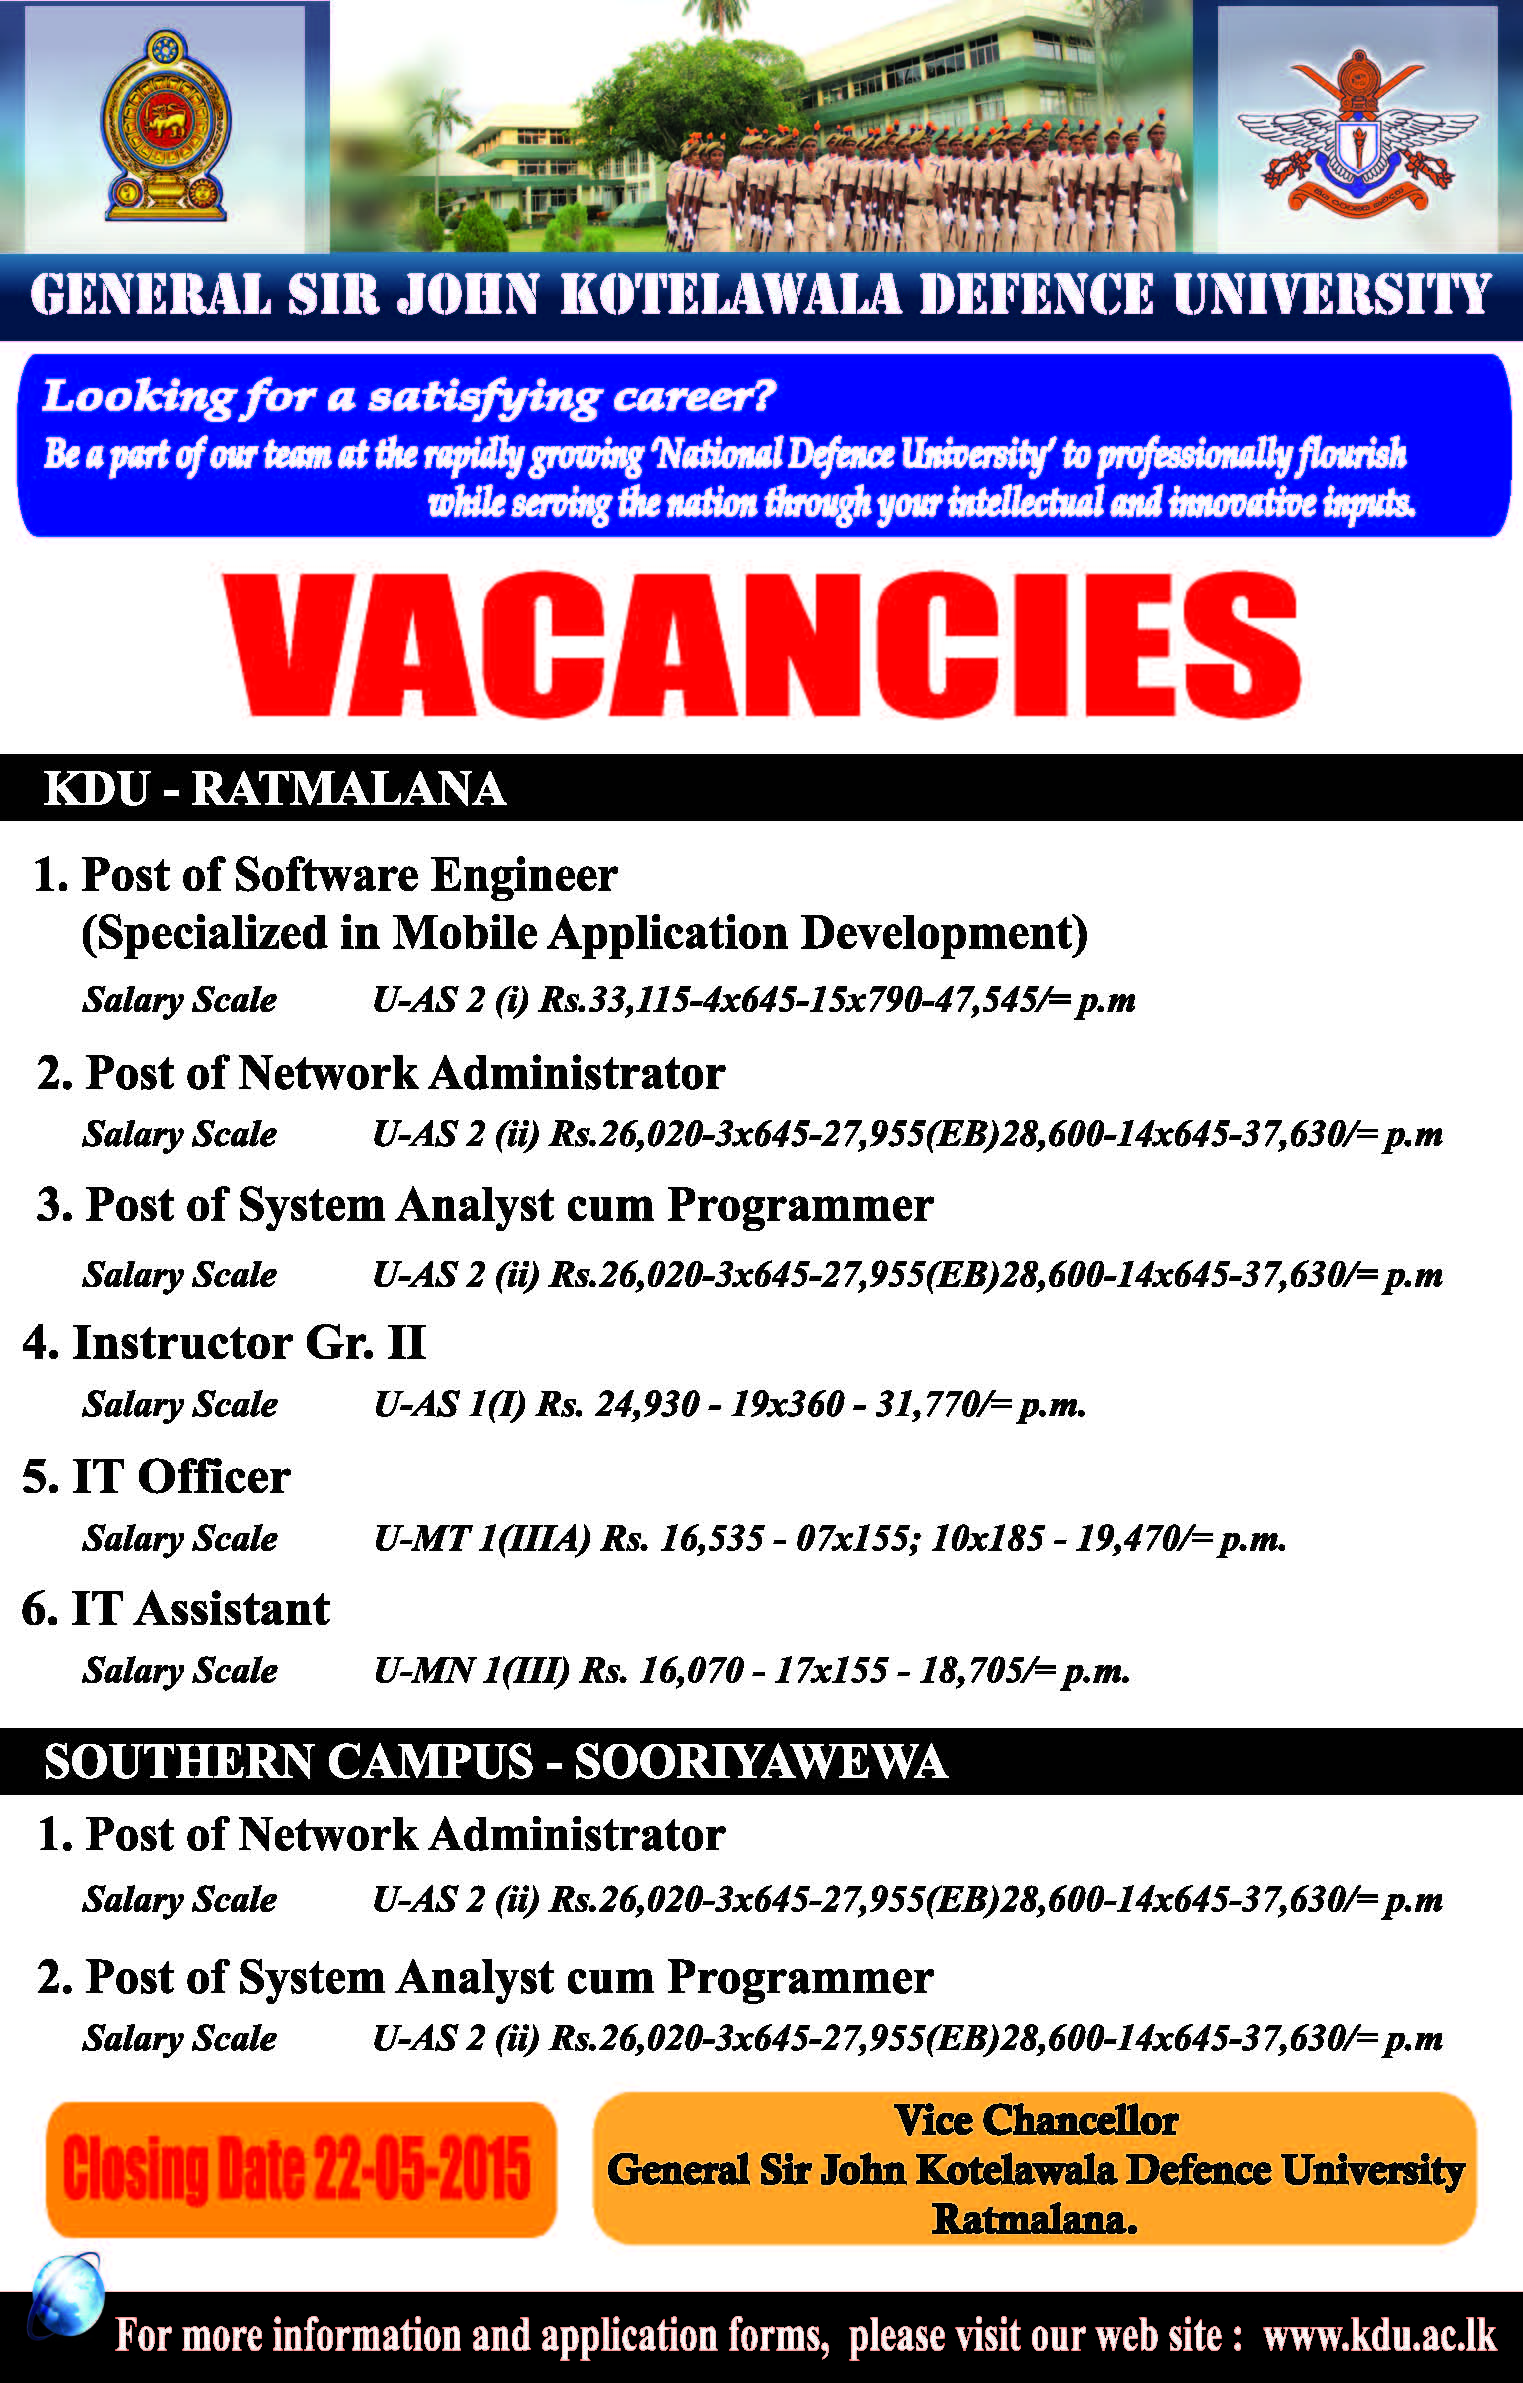 GENERAL SIR JOHN KOTELAWALA DEFENCE UNIVERSITY
Looking for a satisfying career?
Be a part of our team at the rapidly growing 'National Defence University' to professionally flourish
while serving the nation through your intellectual and innovative inputs.
VACANCIES
KDU - RATMALANA
1. Post of Software Engineer
(Specialized in Mobile Application Development)
Salary Scale U-AS 2 (i) Rs.33,115-4x645-15x790-47,545/= p.m
2. Post of Network Administrator
Salary Scale U-AS 2 (ii) Rs.26,020-3x645-27,955(EB)28,600-14x645-37,630/= p.m
3. Post of System Analyst cum Programmer
Salary Scale U-AS 2 (ii) Rs.26,020-3x645-27,955(EB)28,600-14x645-37,630/= p.m
4. Instructor Gr. II
Salary Scale U-AS 1(I) Rs. 24,930 - 19x360 - 31,770/= p.m.
5. IT Officer
Salary Scale U-MT 1(IIIA) Rs. 16,535 - 07x155; 10x185 - 19,470/= p.m.
6. IT Assistant
Salary Scale U-MN 1(III) Rs. 16,070 - 17x155 - 18,705/= p.m.
SOUTHERN CAMPUS - SOORIYAWEWA
1. Post of Network Administrator
Salary Scale U-AS 2 (ii) Rs.26,020-3x645-27,955(EB)28,600-14x645-37,630/= p.m
2. Post of System Analyst cum Programmer
Salary Scale U-AS 2 (ii) Rs.26,020-3x645-27,955(EB)28,600-14x645-37,630/= p.m
Closing Date 22-05-2015
Vice Chancellor
General Sir John Kotelawala Defence University
Ratmalana.
For more information and application forms, please visit our web site : www.kdu.ac.lk